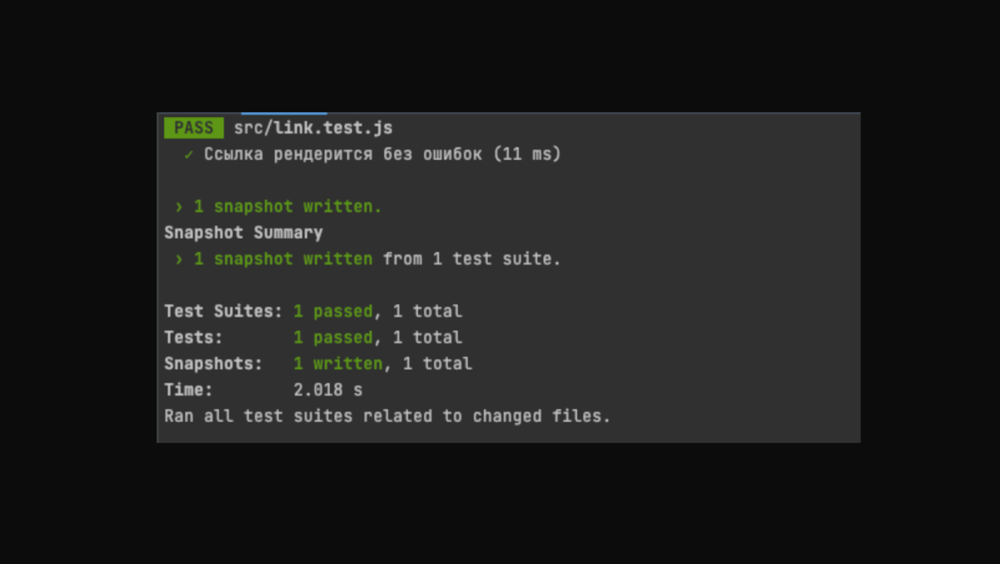 PASS src/link.test.js
✓ Ссылка рендерится без ошибок (11 ms)
› 1 snapshot written.
Snapshot Summary
› 1 snapshot written from 1 test suite.
Test Suites: 1 passed, 1 total
Tests: 1 passed, 1 total
Snapshots: 1 written, 1 total
Time: 2.018 s
Ran all test suites related to changed files.